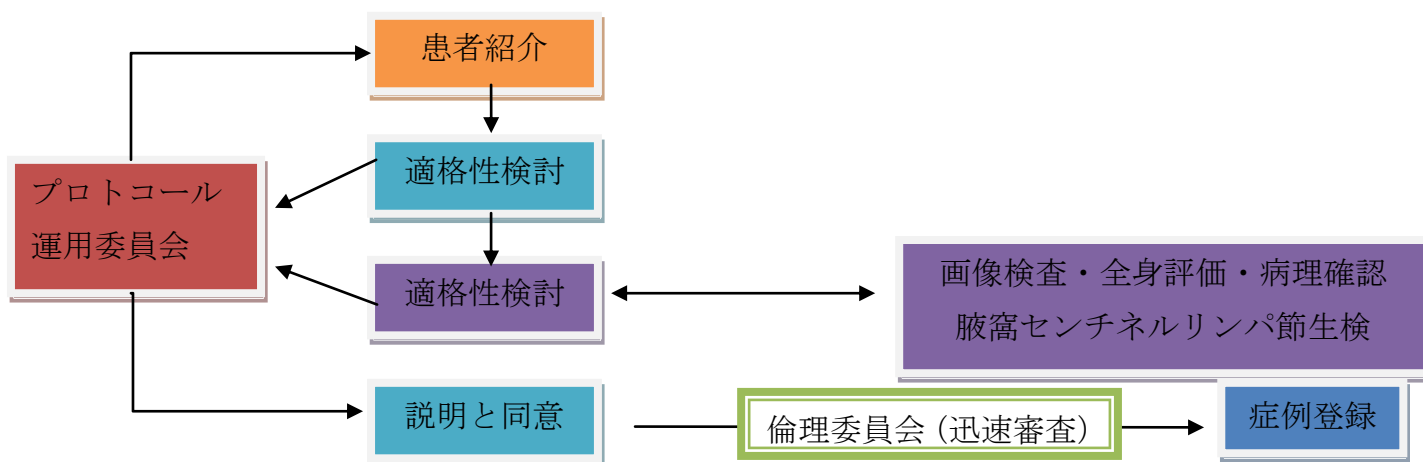 患者紹介
適格性検討
プロトコール
運用委員会
適格性検討
画像検査・全身評価・病理確認
腋窩センチネルリンパ節生検
説明と同意
倫理委員会（迅速審査）
症例登録